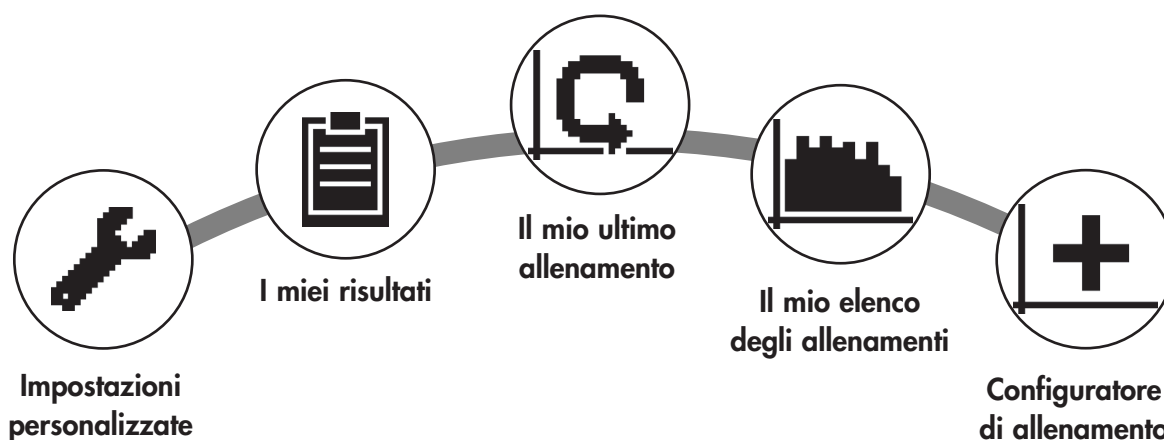 Impostazioni
personalizzate
I miei risultati
Il mio ultimo
allenamento
Il mio elenco
degli allenamenti
Configuratore
di allenamento